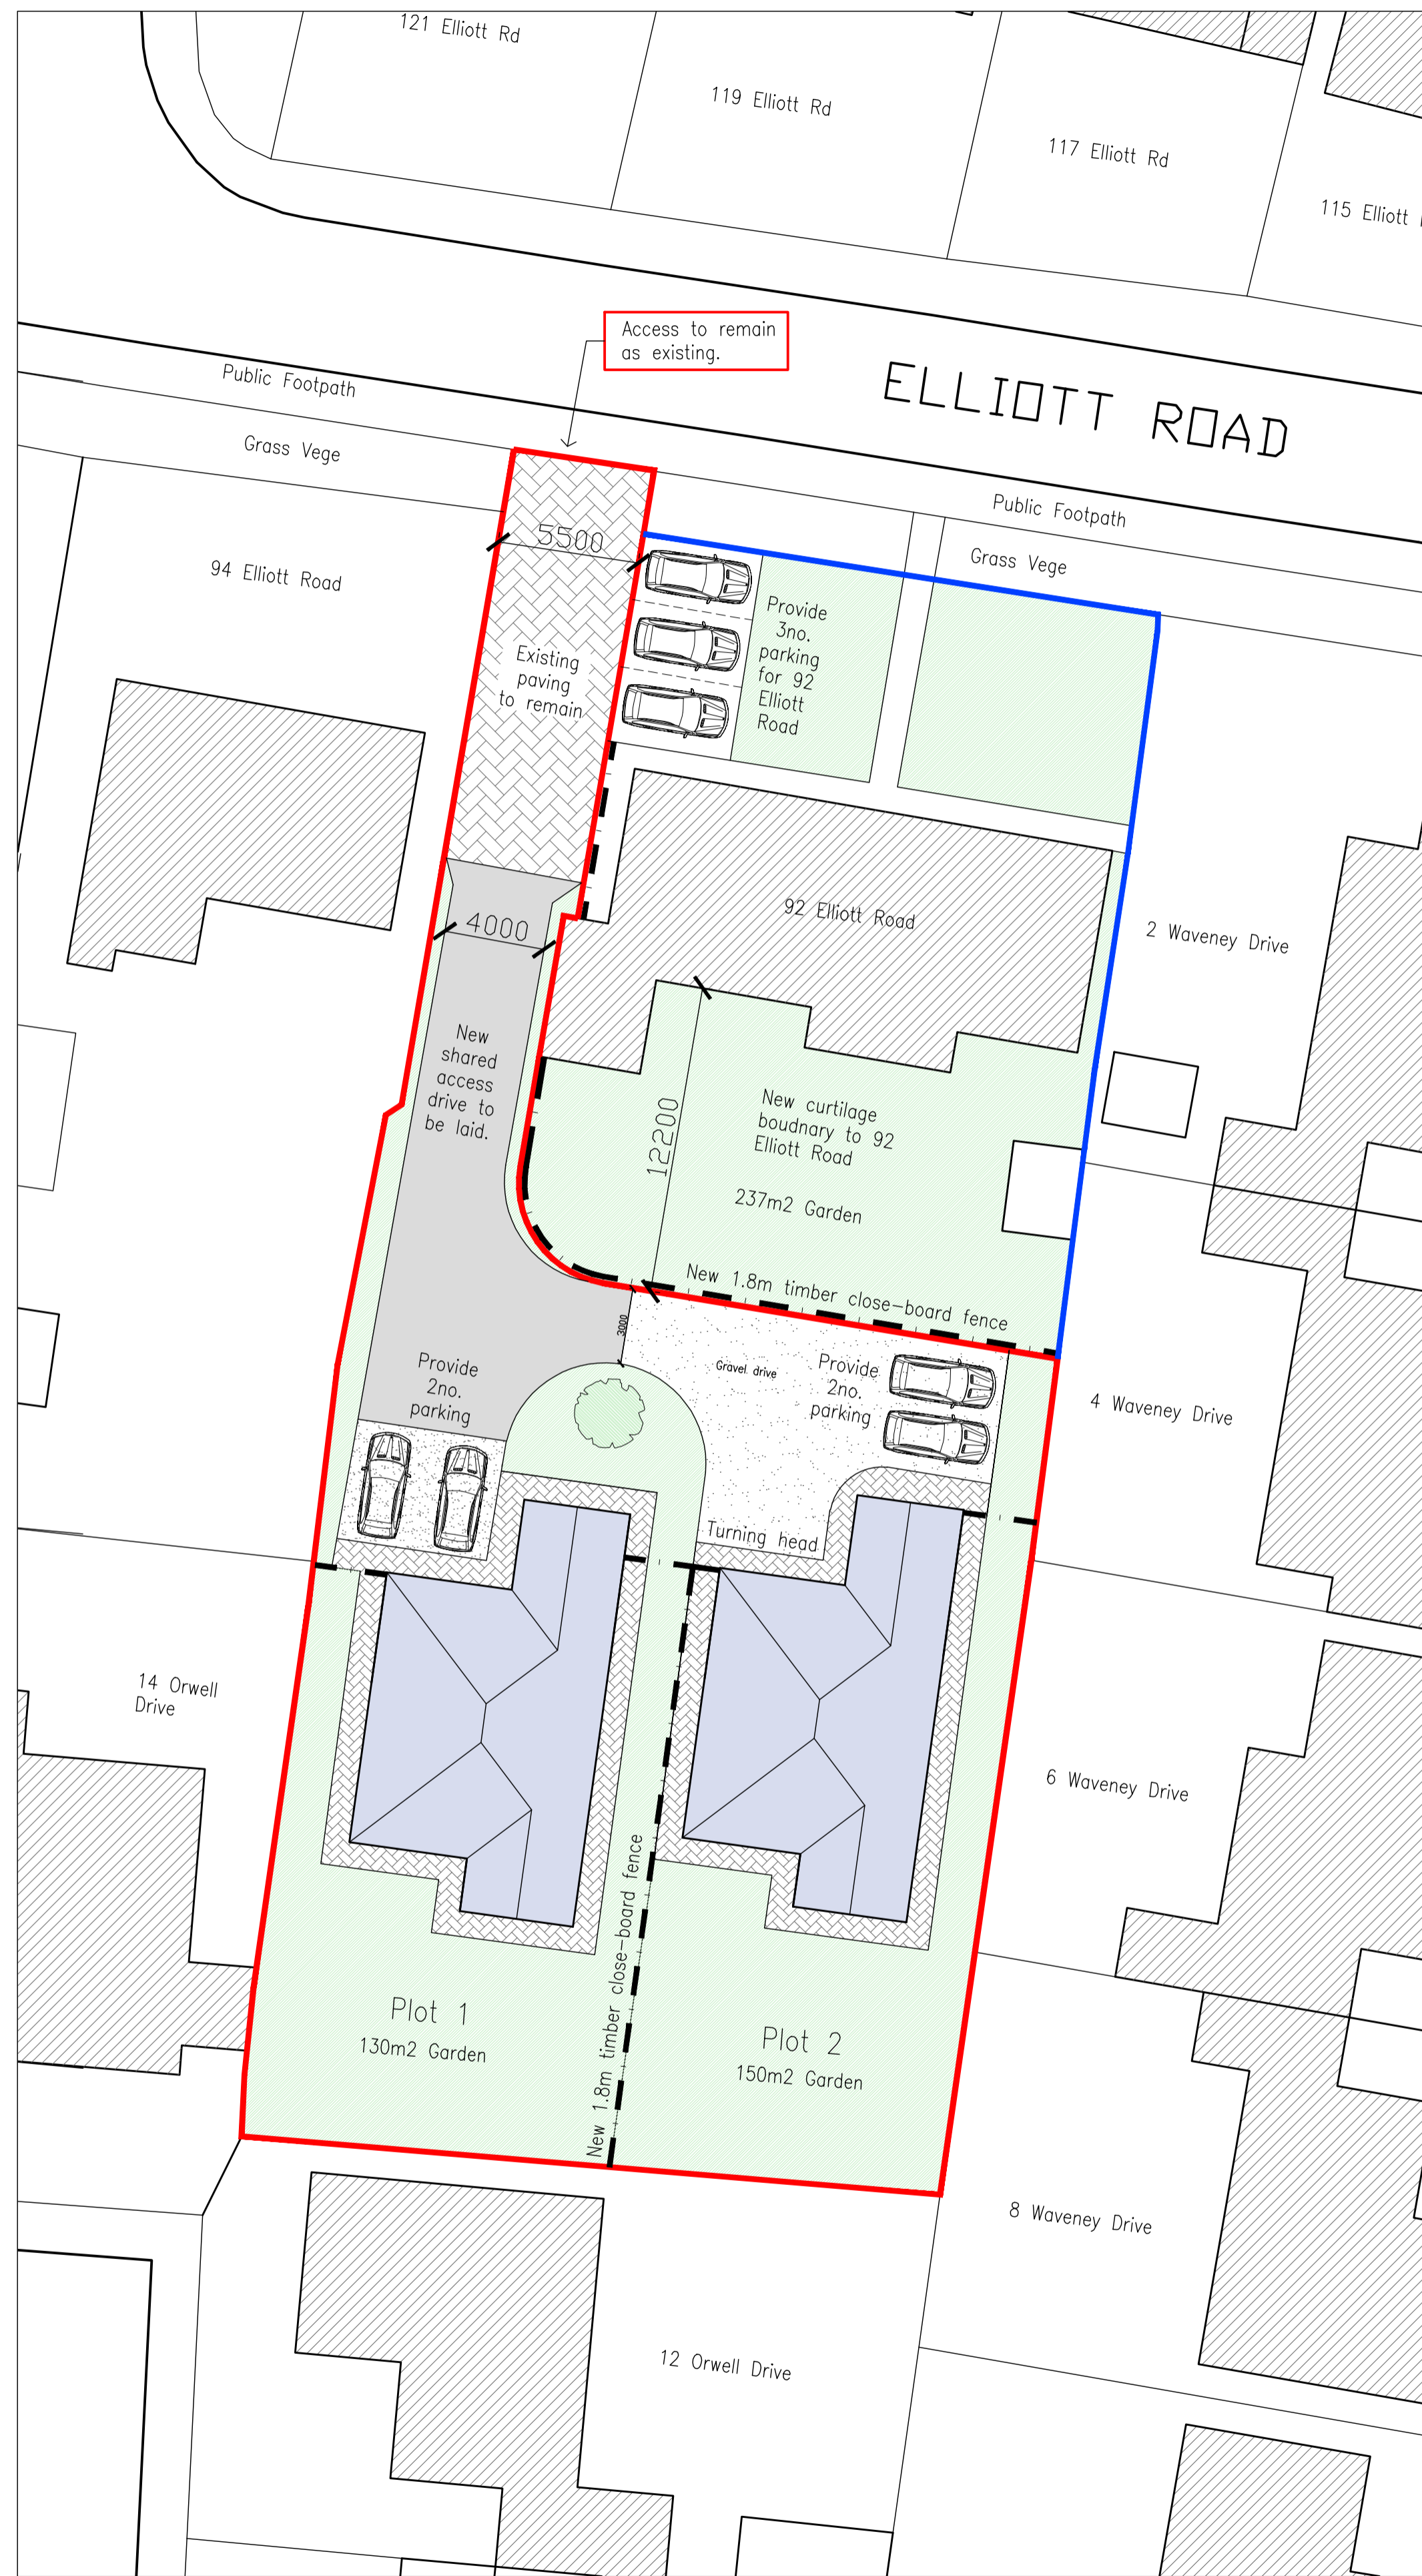 121 Elliott Rd
119 Elliott Rd
117 Elliott Rd
115 Elliott
Access to remain
as existing.
ELLIOTT ROAD
Public Footpath
Grass Vege
Public Footpath
Grass Vege
5500
94 Elliott Road
Provide
3no.
parking
for 92
Elliott
Road
Existing
paving
to remain
92 Elliott Road
4000
2 Waveney Drive
New
shared
access
drive to
be laid.
12200
New curtilage
boudnary to 92
Elliott Road
237m2 Garden
New 1.8m timber close-board fence
3000
Provide
2no.
parking
Gravel drive
Provide
2no.
parking
4 Waveney Drive
Turning head
14 Orwell
Drive
6 Waveney Drive
New 1.8m timber close-board fence
Plot 1
130m2 Garden
Plot 2
150m2 Garden
8 Waveney Drive
12 Orwell Drive